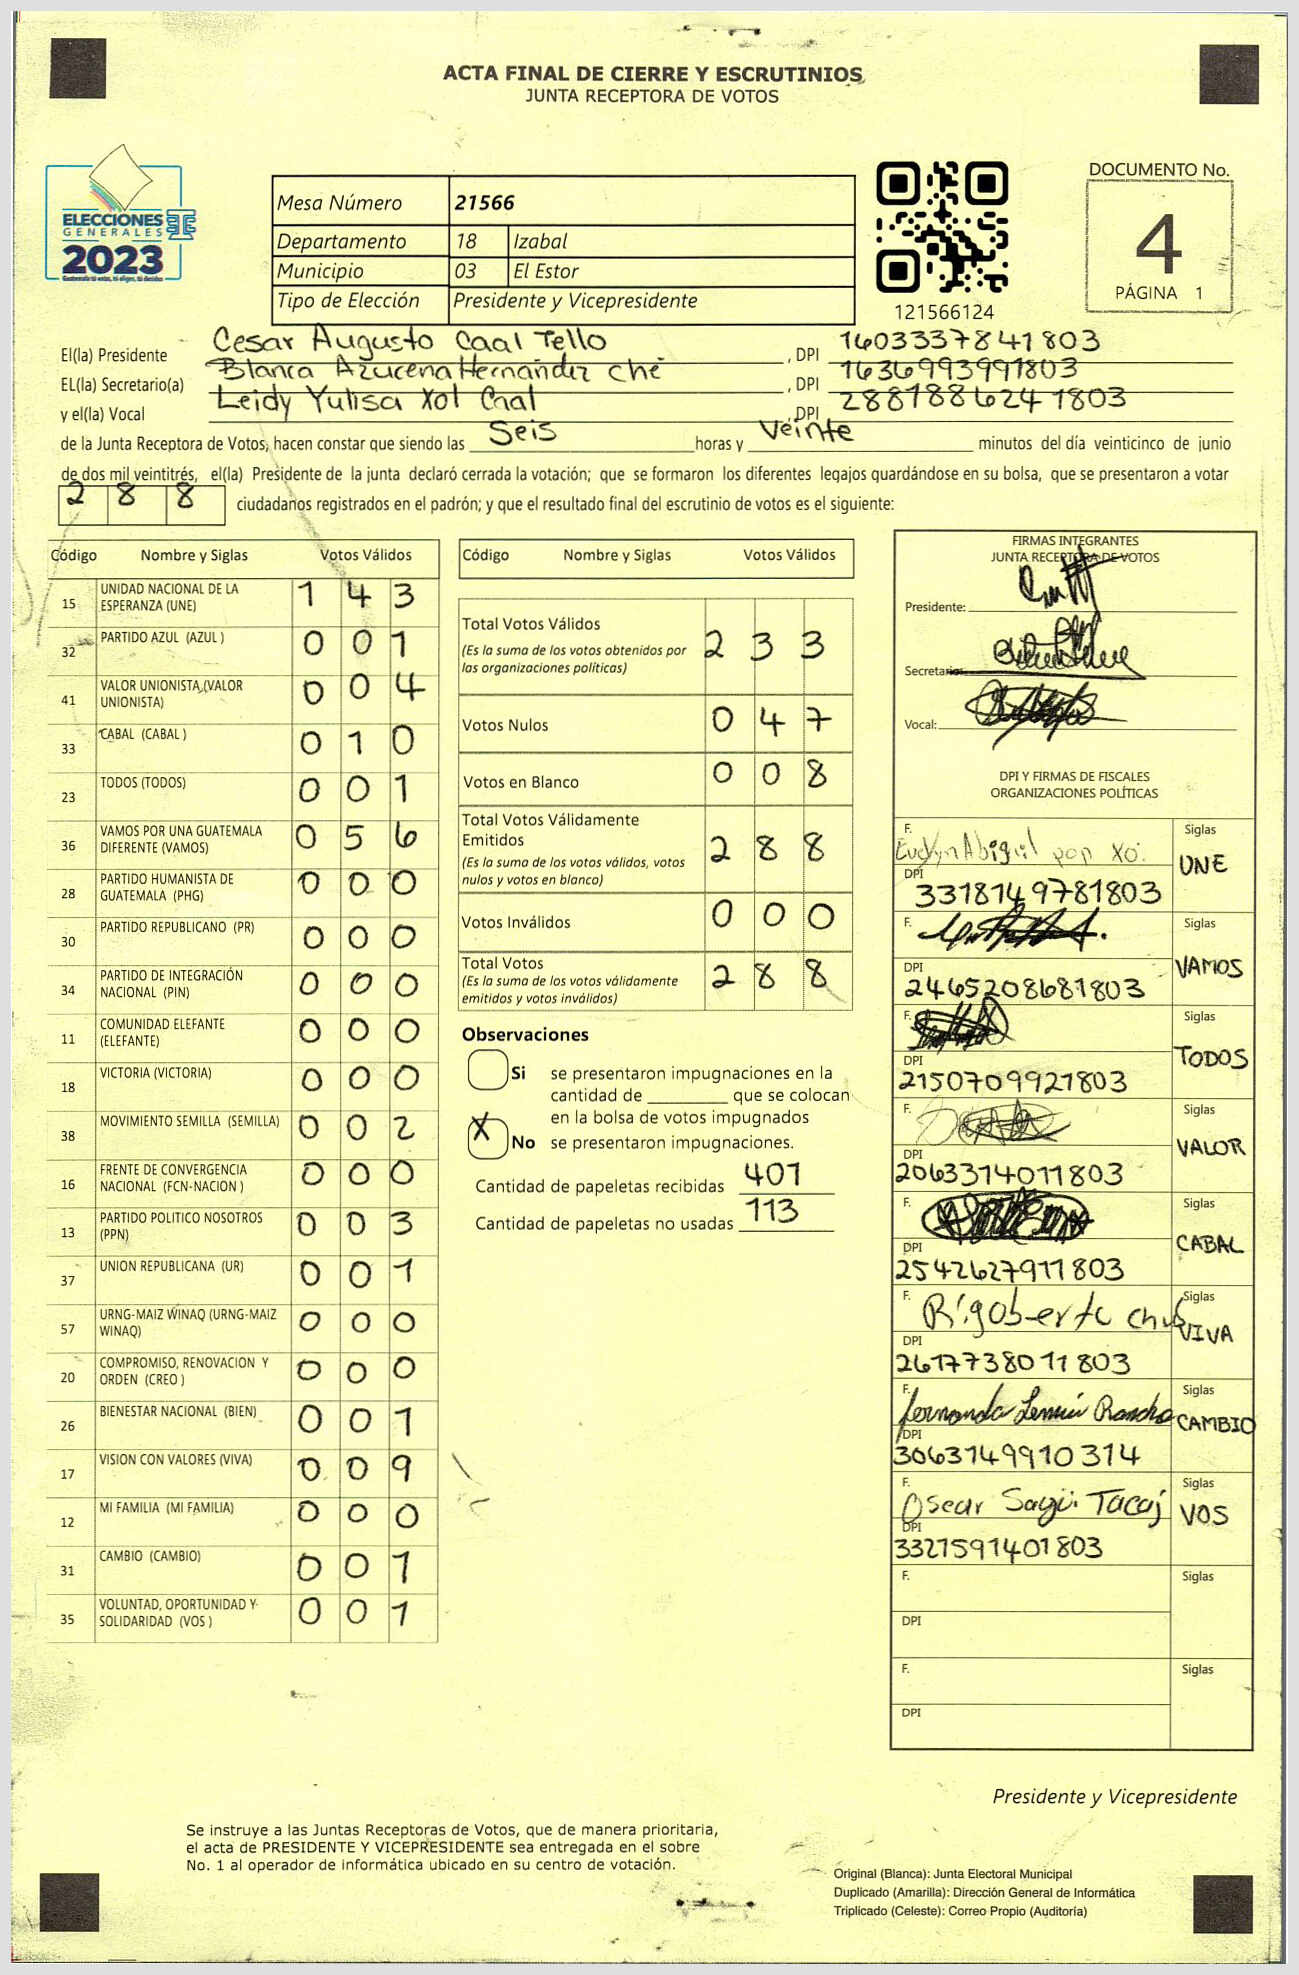 ACTA FINAL DE CIERRE Y ESCRUTINIOS
JUNTA RECEPTORA DE VOTOS
ELECCIONES
GENERALES
2023
Mesa Número 21566
Departamento 18 Izabal
Municipio 03 El Estor
Tipo de Elección Presidente y Vicepresidente
121566124
DOCUMENTO No.
4
PÁGINA 1
El(la) Presidente Cesar Augusto Caal Tello , DPI 1603337841803
EL(la) Secretario(a) Blanca Azucena Hernández Ché , DPI 1636993991803
y el(la) Vocal Leidy Yulisa Xol Caal , DPI 2881886241803
de la Junta Receptora de Votos, hacen constar que siendo las Seis horas y Veinte minutos del día veinticinco de junio
de dos mil veintitrés, el(la) Presidente de la junta declaró cerrada la votación; que se formaron los diferentes legajos quardándose en su bolsa, que se presentaron a votar
2 8 8 ciudadanos registrados en el padrón; y que el resultado final del escrutinio de votos es el siguiente:
Código Nombre y Siglas Votos Válidos
15 UNIDAD NACIONAL DE LA ESPERANZA (UNE) 1 4 3
32 PARTIDO AZUL (AZUL ) 0 0 1
41 VALOR UNIONISTA (VALOR UNIONISTA) 0 0 4
33 CABAL (CABAL ) 0 1 0
23 TODOS (TODOS) 0 0 1
36 VAMOS POR UNA GUATEMALA DIFERENTE (VAMOS) 0 5 6
28 PARTIDO HUMANISTA DE GUATEMALA (PHG) 0 0 0
30 PARTIDO REPUBLICANO (PR) 0 0 0
34 PARTIDO DE INTEGRACIÓN NACIONAL (PIN) 0 0 0
11 COMUNIDAD ELEFANTE (ELEFANTE) 0 0 0
18 VICTORIA (VICTORIA) 0 0 0
38 MOVIMIENTO SEMILLA (SEMILLA) 0 0 2
16 FRENTE DE CONVERGENCIA NACIONAL (FCN-NACION ) 0 0 0
13 PARTIDO POLITICO NOSOTROS (PPN) 0 0 3
37 UNION REPUBLICANA (UR) 0 0 1
57 URNG-MAIZ WINAQ (URNG-MAIZ WINAQ) 0 0 0
20 COMPROMISO, RENOVACION Y ORDEN (CREO ) 0 0 0
26 BIENESTAR NACIONAL (BIEN) 0 0 1
17 VISION CON VALORES (VIVA) 0 0 9
12 MI FAMILIA (MI FAMILIA) 0 0 0
31 CAMBIO (CAMBIO) 0 0 1
35 VOLUNTAD, OPORTUNIDAD Y SOLIDARIDAD (VOS ) 0 0 1
Código Nombre y Siglas Votos Válidos
Total Votos Válidos 2 3 3
(Es la suma de los votos obtenidos por
las organizaciones políticas)
Votos Nulos 0 4 7
Votos en Blanco 0 0 8
Total Votos Válidamente
Emitidos 2 8 8
(Es la suma de los votos válidos, votos
nulos y votos en blanco)
Votos Inválidos 0 0 0
Total Votos 2 8 8
(Es la suma de los votos válidamente
emitidos y votos inválidos)
Observaciones
Si se presentaron impugnaciones en la
cantidad de ________ que se colocan
en la bolsa de votos impugnados
X No se presentaron impugnaciones.
Cantidad de papeletas recibidas 401
Cantidad de papeletas no usadas 113
FIRMAS INTEGRANTES
JUNTA RECEPTORA DE VOTOS
Presidente:
Secretario:
Vocal:
DPI Y FIRMAS DE FISCALES
ORGANIZACIONES POLÍTICAS
F. Evelyn Abigail pop Xo. Siglas UNE
DPI 3318149781803
F. Siglas VAMOS
DPI 2465208681803
F. Siglas TODOS
DPI 2150709921803
F. Siglas VALOR
DPI 2063314011803
F. Siglas CABAL
DPI 2542627911803
F. Rigoberto Siglas VIVA
DPI 2617738011803
F. Fernanda Siglas CAMBIO
DPI 3063149910314
F. Oscar Siglas VOS
DPI 3321591401803
F. Siglas
DPI
F. Siglas
DPI
Presidente y Vicepresidente
Se instruye a las Juntas Receptoras de Votos, que de manera prioritaria,
el acta de PRESIDENTE Y VICEPRESIDENTE sea entregada en el sobre
No. 1 al operador de informática ubicado en su centro de votación.
Original (Blanca): Junta Electoral Municipal
Duplicado (Amarilla): Dirección General de Informática
Triplicado (Celeste): Correo Propio (Auditoría)